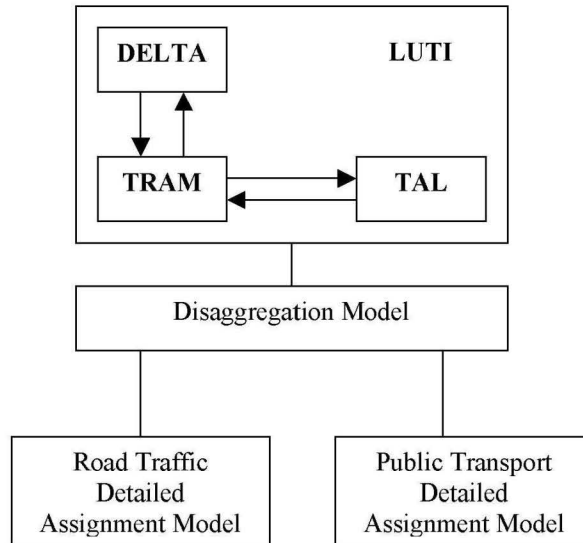 DELTA
LUTI
TRAM
TAL
Disaggregation Model
Road Traffic
Detailed
Assignment Model
Public Transport
Detailed
Assignment Model